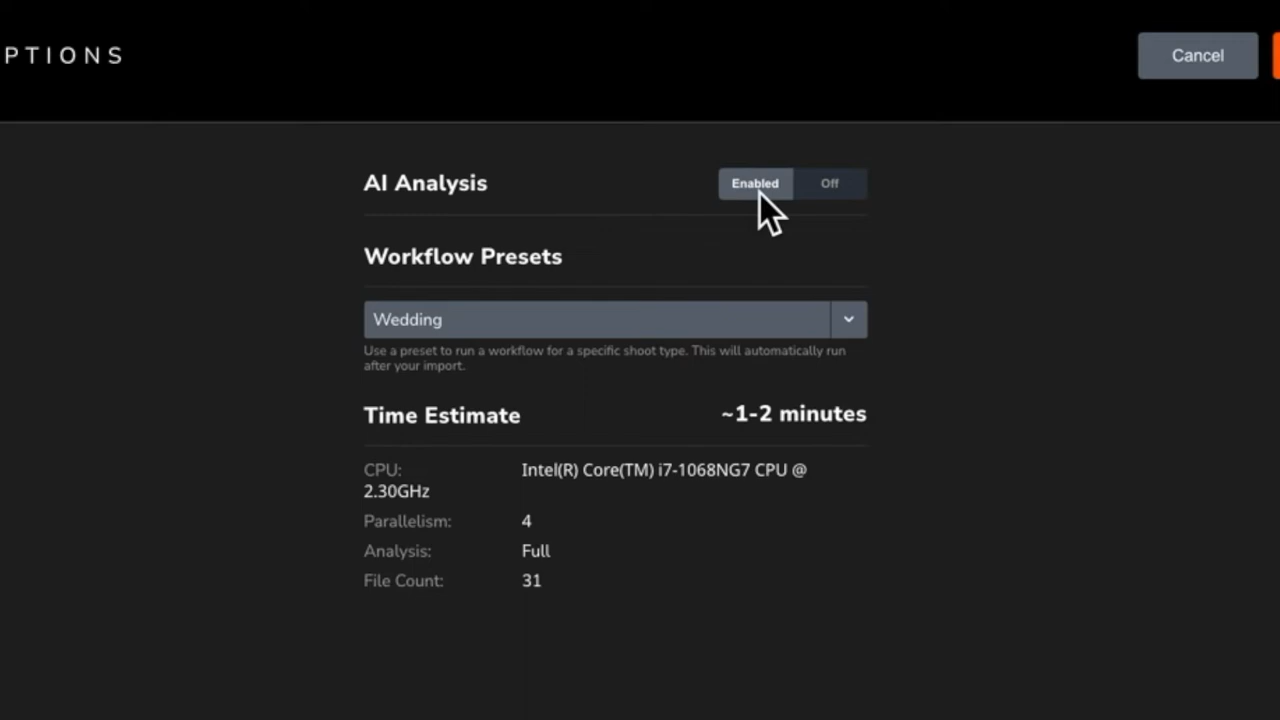 PTIONS
Cancel
AI Analysis
Enabled
Off
Workflow Presets
Wedding
Use a preset to run a workflow for a specific shoot type. This will automatically run
after your import.
Time Estimate
~1-2 minutes
CPU: Intel(R) Core(TM) i7-1068NG7 CPU @
2.30GHz
Parallelism: 4
Analysis: Full
File Count: 31